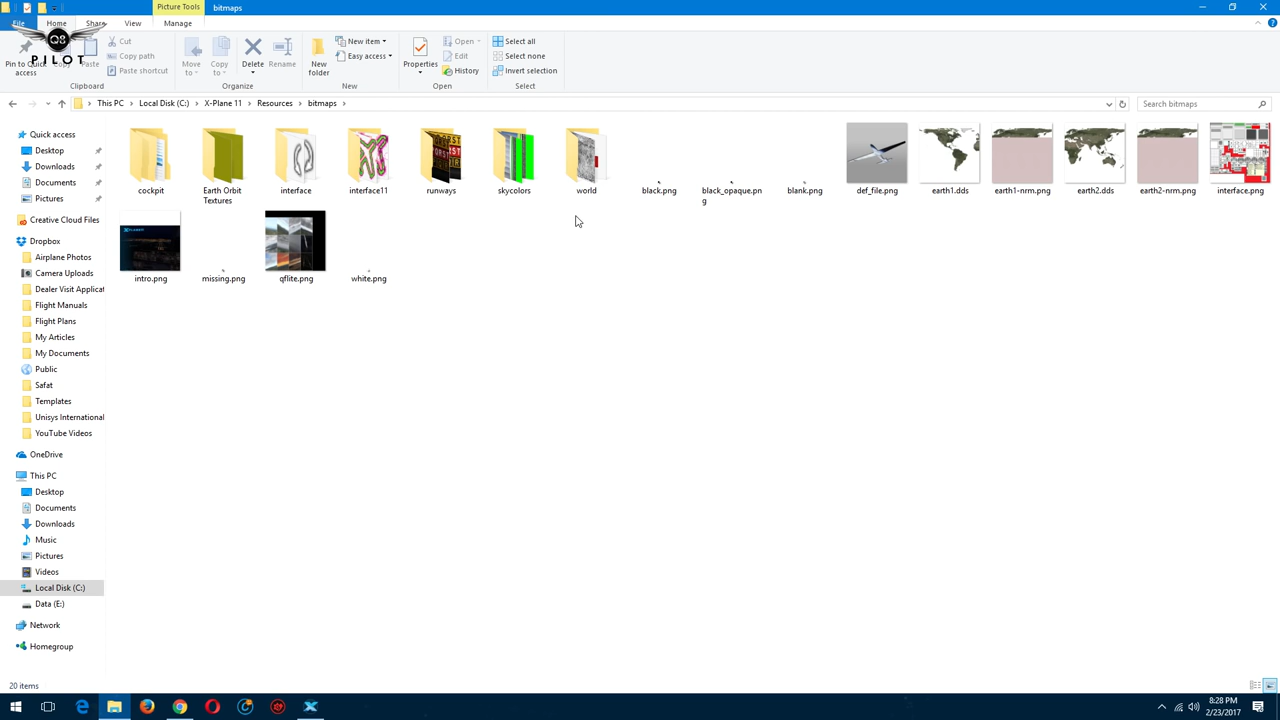 Picture Tools
bitmaps
File
Home
Share
View
Manage
Q8
PILOT
Pin to Quick access
Copy
Paste
Cut
Copy path
Paste shortcut
Clipboard
Move to
Copy to
Delete
Rename
Organize
New folder
New item
Easy access
New
Properties
Open
Edit
History
Open
Select all
Select none
Invert selection
Select
This PC
Local Disk (C:)
X-Plane 11
Resources
bitmaps
Search bitmaps
Quick access
Desktop
Downloads
Documents
Pictures
Creative Cloud Files
Dropbox
Airplane Photos
Camera Uploads
Dealer Visit Applicat
Flight Manuals
Flight Plans
My Articles
My Documents
Public
Safat
Templates
Unisys International
YouTube Videos
OneDrive
This PC
Desktop
Documents
Downloads
Music
Pictures
Videos
Local Disk (C:)
Data (E:)
Network
Homegroup
cockpit
Earth Orbit
Textures
interface
interface11
runways
skycolors
world
black.png
black_opaque.pn
g
blank.png
def_file.png
earth1.dds
earth1-nrm.png
earth2.dds
earth2-nrm.png
interface.png
intro.png
missing.png
qflite.png
white.png
20 items
8:28 PM
2/23/2017